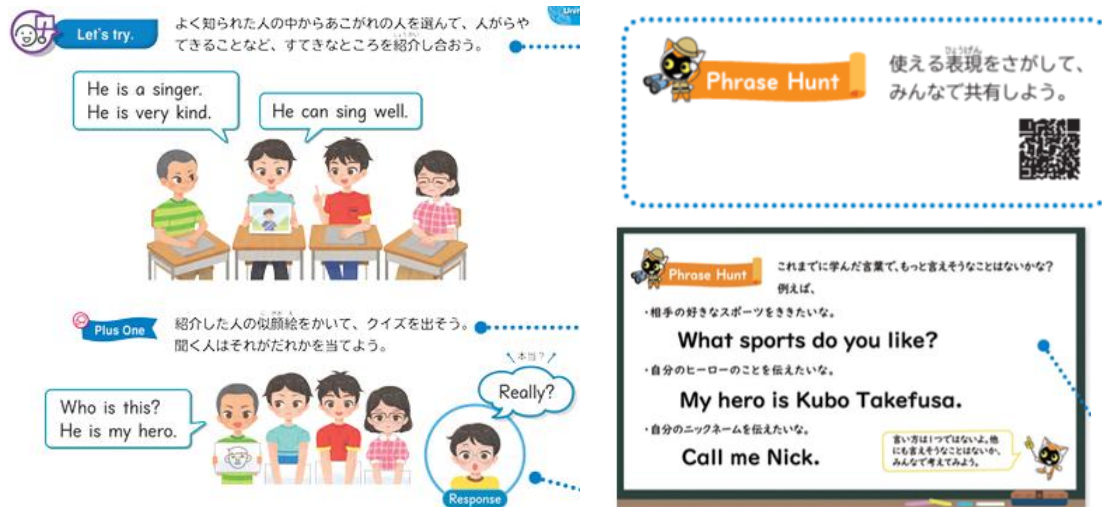 Let's try.
よく知られた人の中からあこがれの人を選んで、人がらや
できることなど、すてきなところを紹介し合おう。
He is a singer.
He is very kind.
He can sing well.
Plus One
紹介した人の似顔絵をかいて、クイズを出そう。
聞く人はそれがだれかを当てよう。
Who is this?
He is my hero.
本当?
Really?
Response
Phrase Hunt
使える表現をさがして、
みんなで共有しよう。
Phrase Hunt
これまでに学んだ言葉で、もっと言えそうなことはないかな?
例えば、
・相手の好きなスポーツをききたいな。
What sports do you like?
・自分のヒーローのことを伝えたいな。
My hero is Kubo Takefusa.
・自分のニックネームを伝えたいな。
Call me Nick.
言い方は1つではないよ。他
にも言えそうなことはないか、
みんなで考えてみよう。